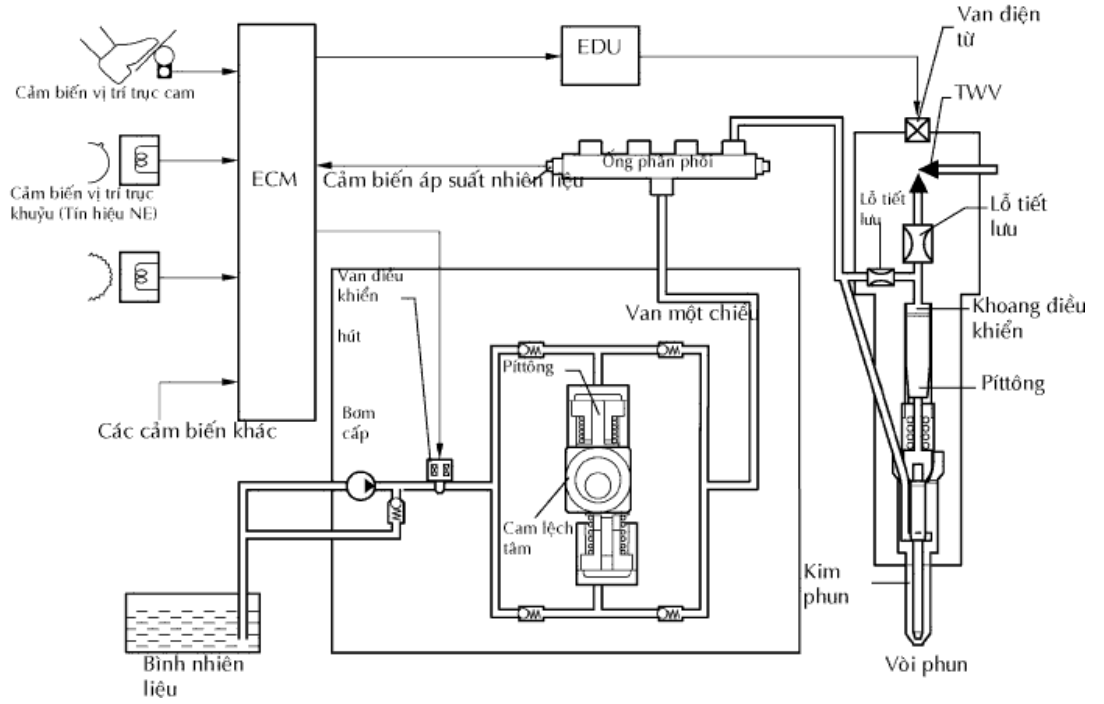 Van điện
từ
EDU
TWV
Cảm biến vị trí trục cam
ECM
Ống phân phối
Cảm biến áp suất nhiên liệu
Cảm biến vị trí trục
khuỷu (Tín hiệu NE)
Lỗ tiết
lưu
Lỗ tiết
lưu
Van điều
khiển
hút
Van một chiều
Khoang điều
khiển
Píttông
Píttông
Bơm
cấp
Các cảm biến khác
Cam lệch
tâm
Kim
phun
Bình nhiên
liệu
Vòi phun